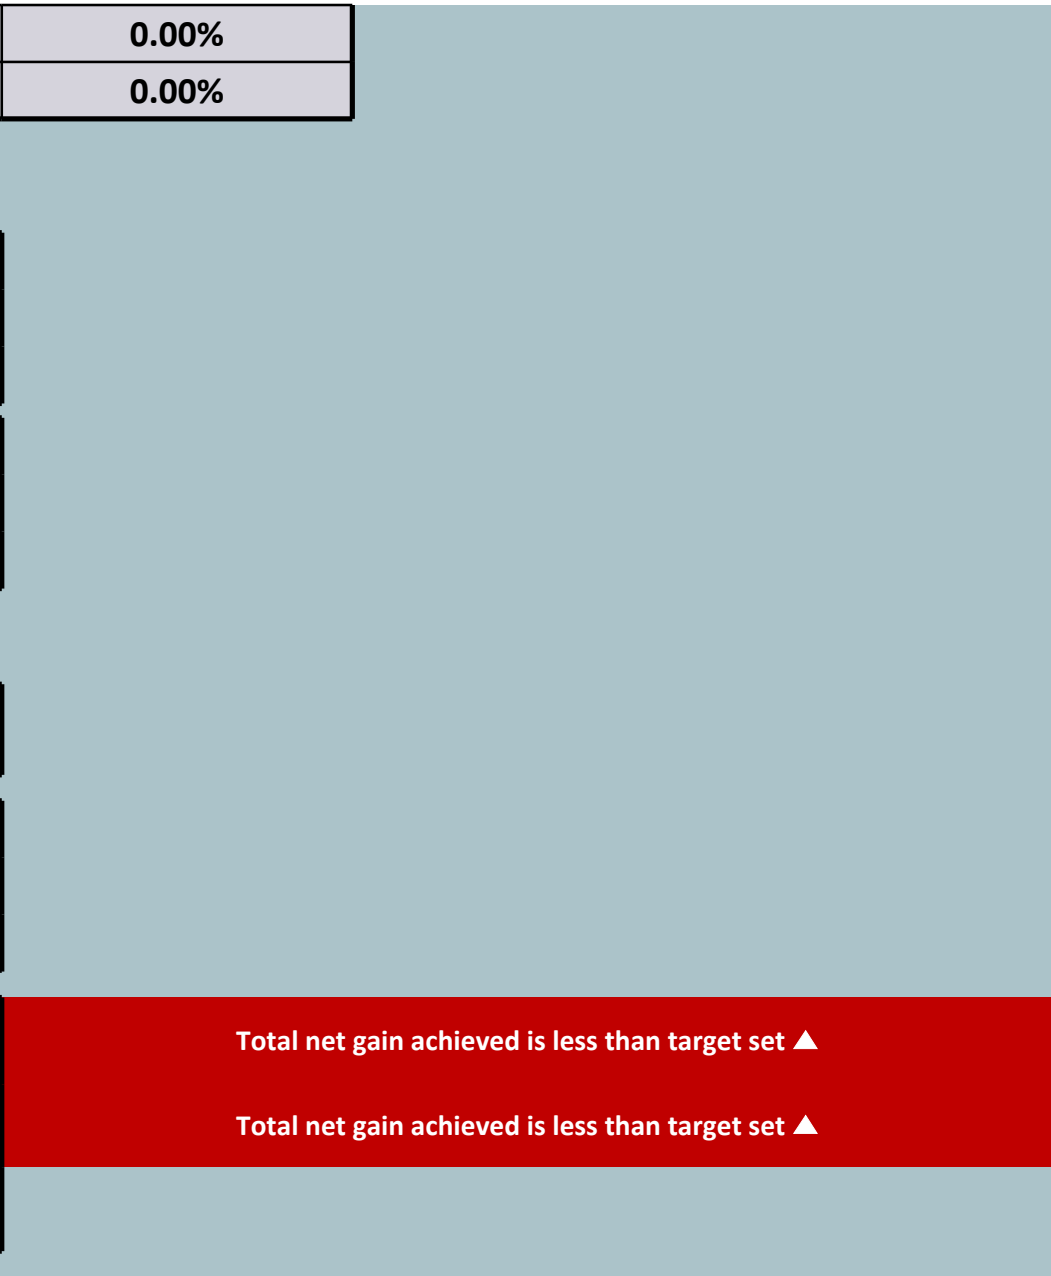 0.00%
0.00%
Total net gain achieved is less than target set ▲
Total net gain achieved is less than target set ▲